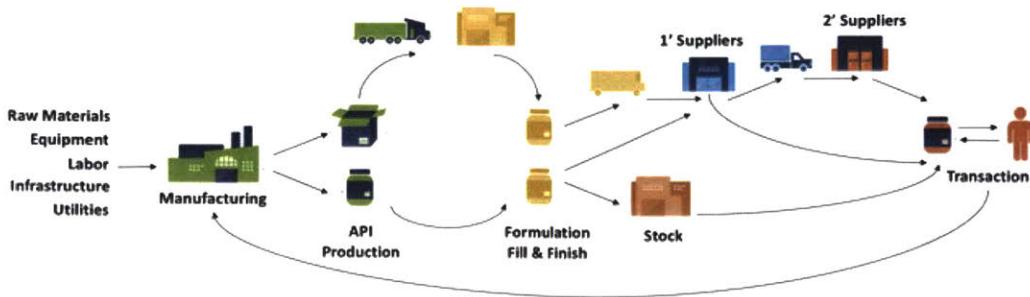 Raw Materials
Equipment
Labor
Infrastructure
Utilities
Manufacturing
API
Production
Formulation
Fill & Finish
1' Suppliers
2' Suppliers
Stock
Transaction